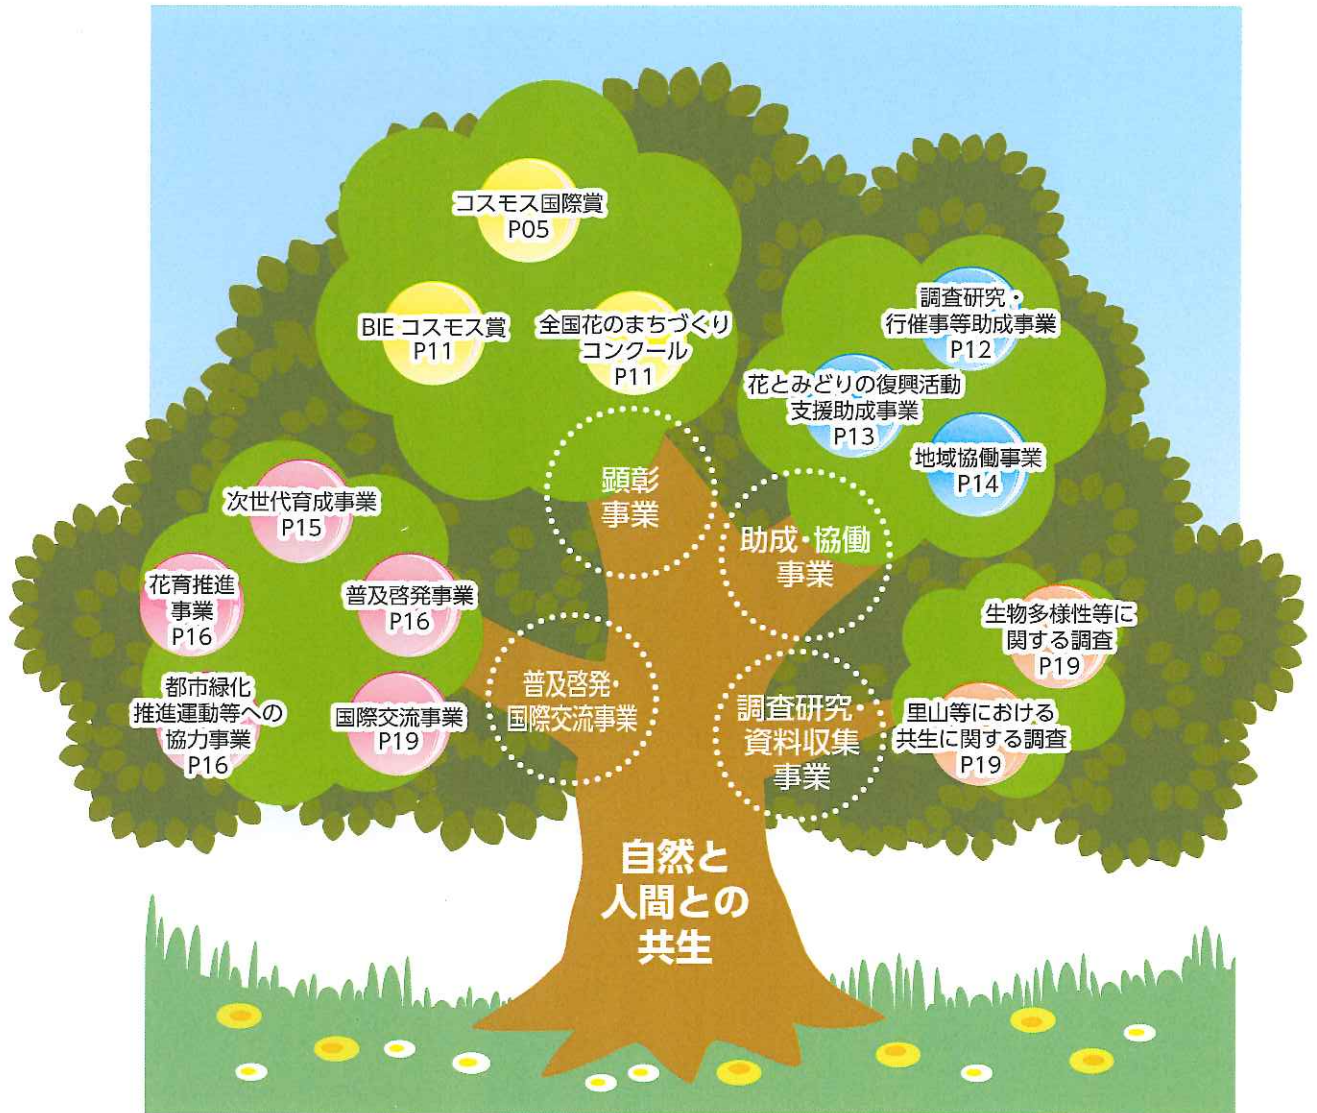 コスモス国際賞
P05
BIE コスモス賞
P11
全国花のまちづくり
コンクール
P11
調査研究・
行催事等助成事業
P12
花とみどりの復興活動
支援助成事業
P13
地域協働事業
P14
顕彰
事業
助成・協働
事業
次世代育成事業
P15
花育推進
事業
P16
普及啓発事業
P16
都市緑化
推進運動等への
協力事業
P16
国際交流事業
P19
普及啓発・
国際交流事業
調査研究・
資料収集
事業
生物多様性等に
関する調査
P19
里山等における
共生に関する調査
P19
自然と
人間との
共生